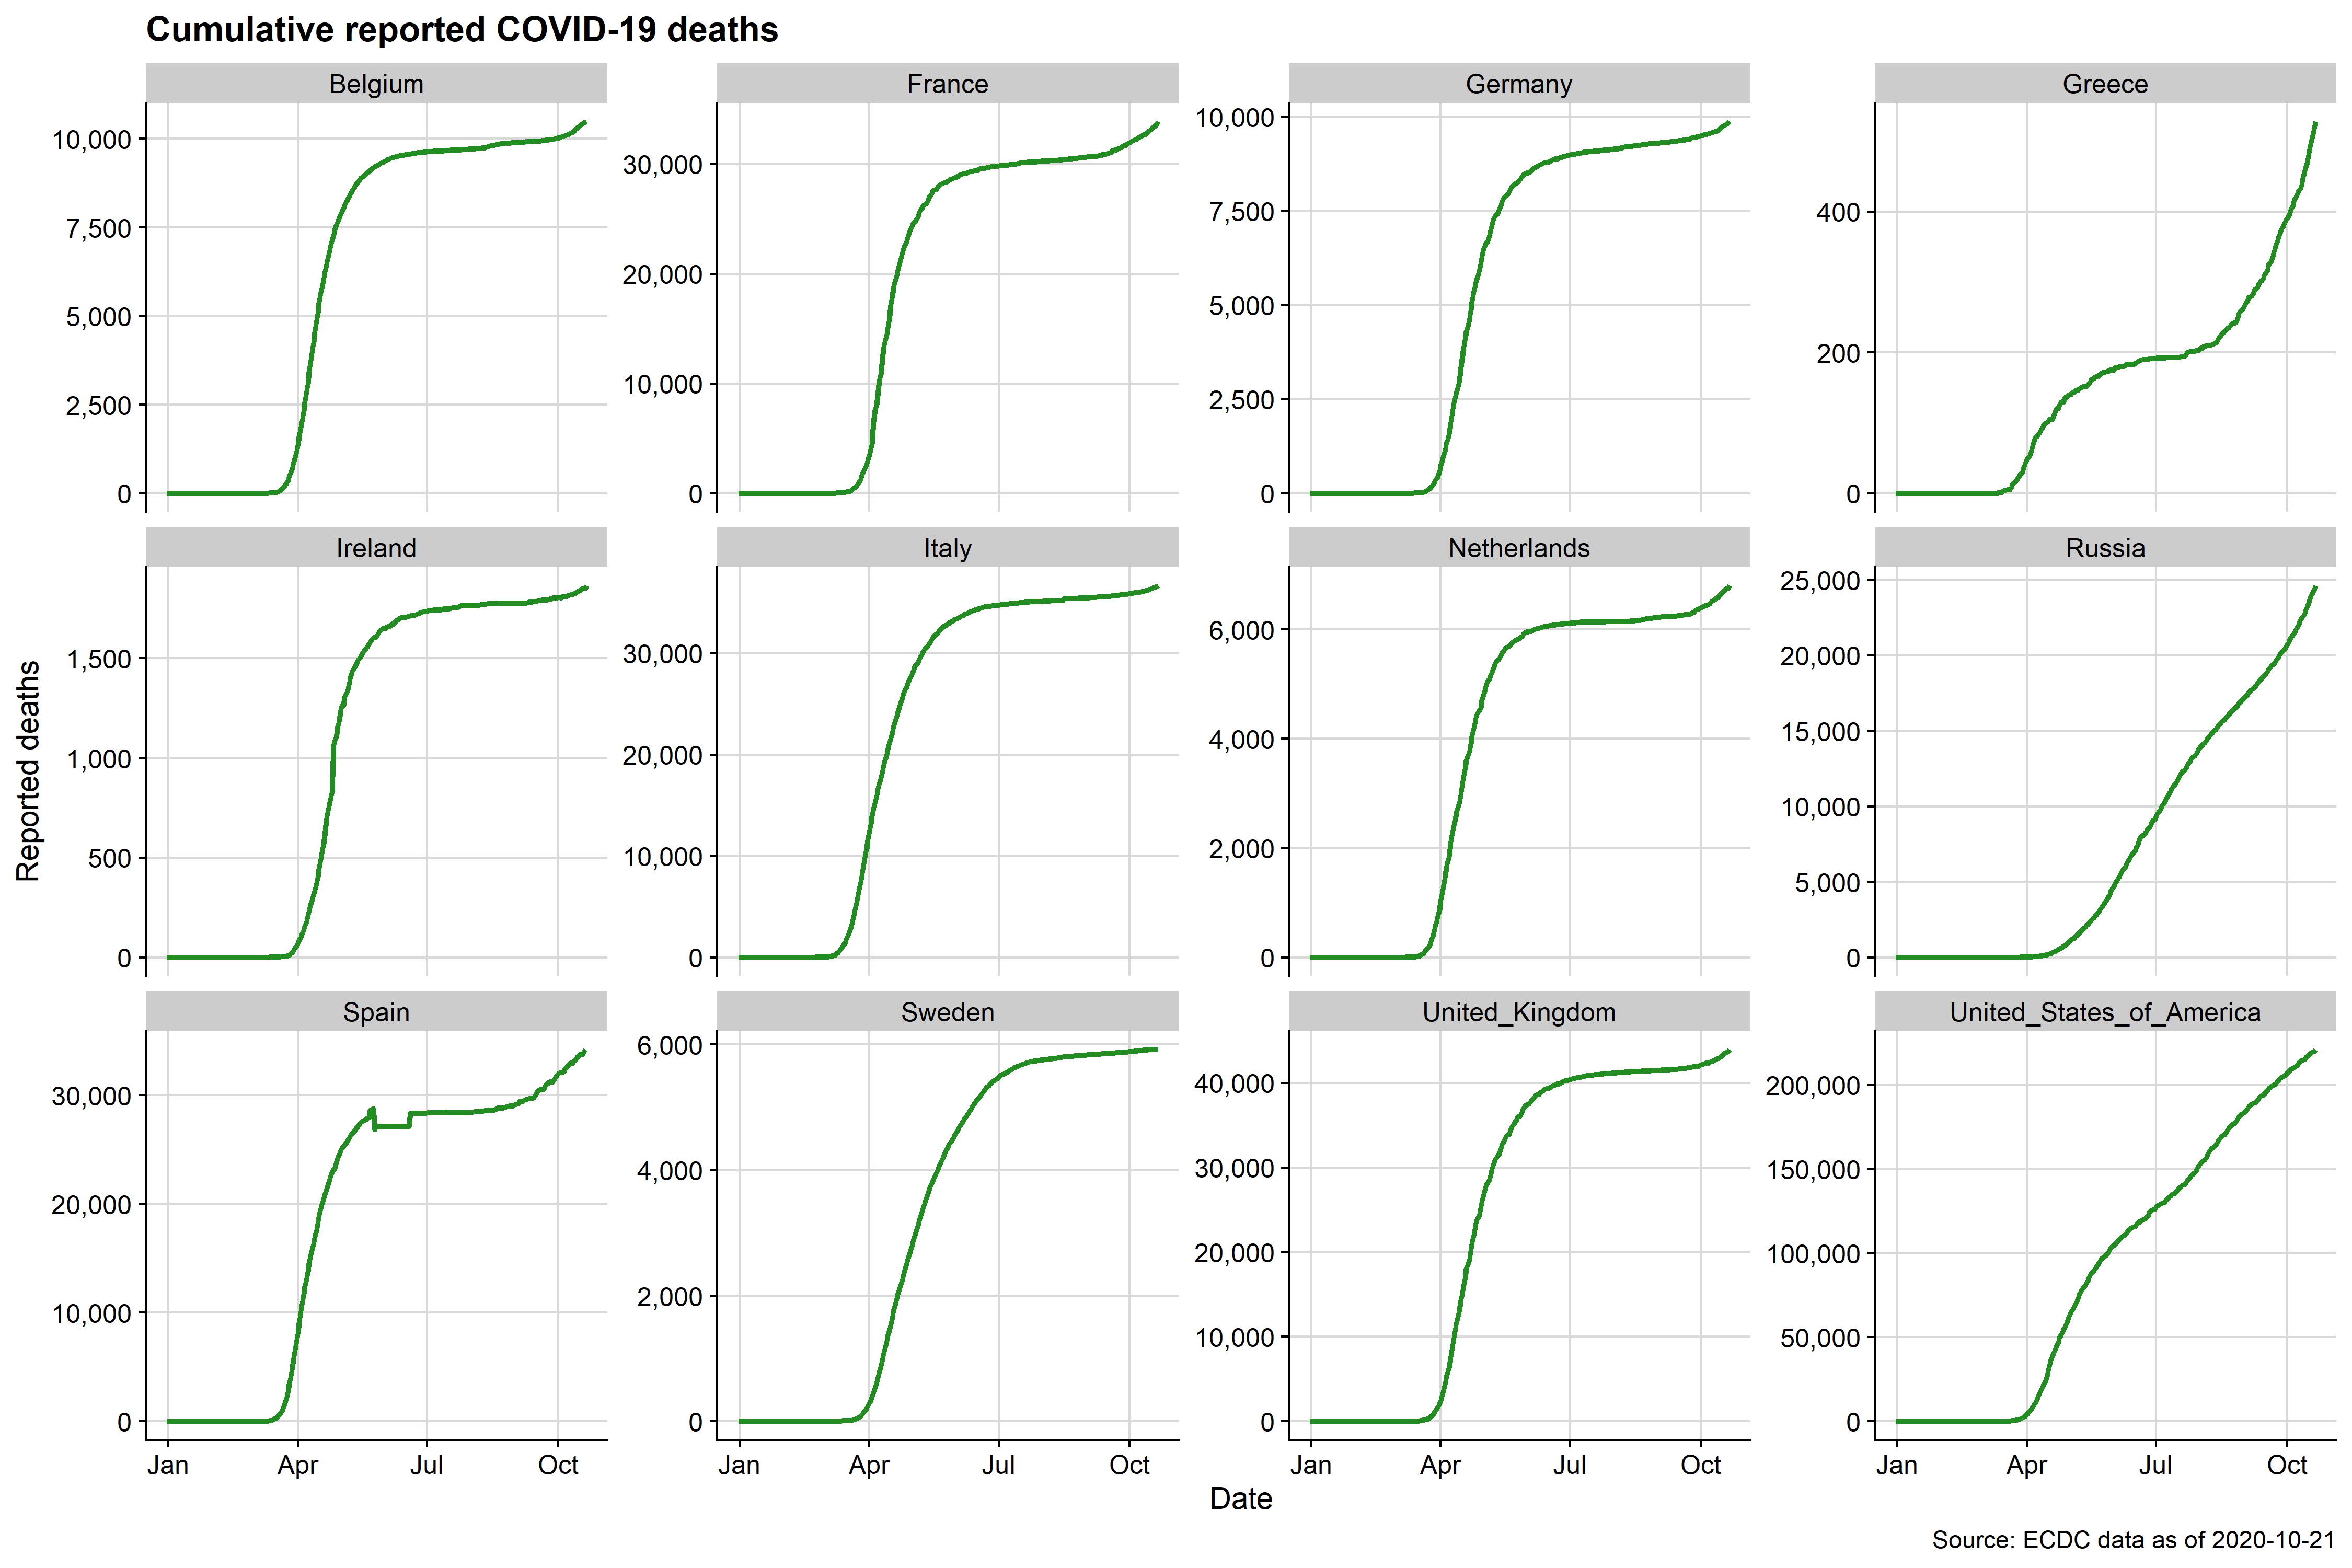 Cumulative reported COVID-19 deaths
Belgium
France
Germany
Greece
10,000
7,500
5,000
2,500
0
30,000
20,000
10,000
0
10,000
7,500
5,000
2,500
0
400
200
0
Ireland
Italy
Netherlands
Russia
1,500
1,000
500
0
30,000
20,000
10,000
0
6,000
4,000
2,000
0
25,000
20,000
15,000
10,000
5,000
0
Reported deaths
Spain
Sweden
United_Kingdom
United_States_of_America
30,000
20,000
10,000
0
6,000
4,000
2,000
0
40,000
30,000
20,000
10,000
0
200,000
150,000
100,000
50,000
0
Jan Apr Jul Oct
Jan Apr Jul Oct
Jan Apr Jul Oct
Jan Apr Jul Oct
Date
Source: ECDC data as of 2020-10-21